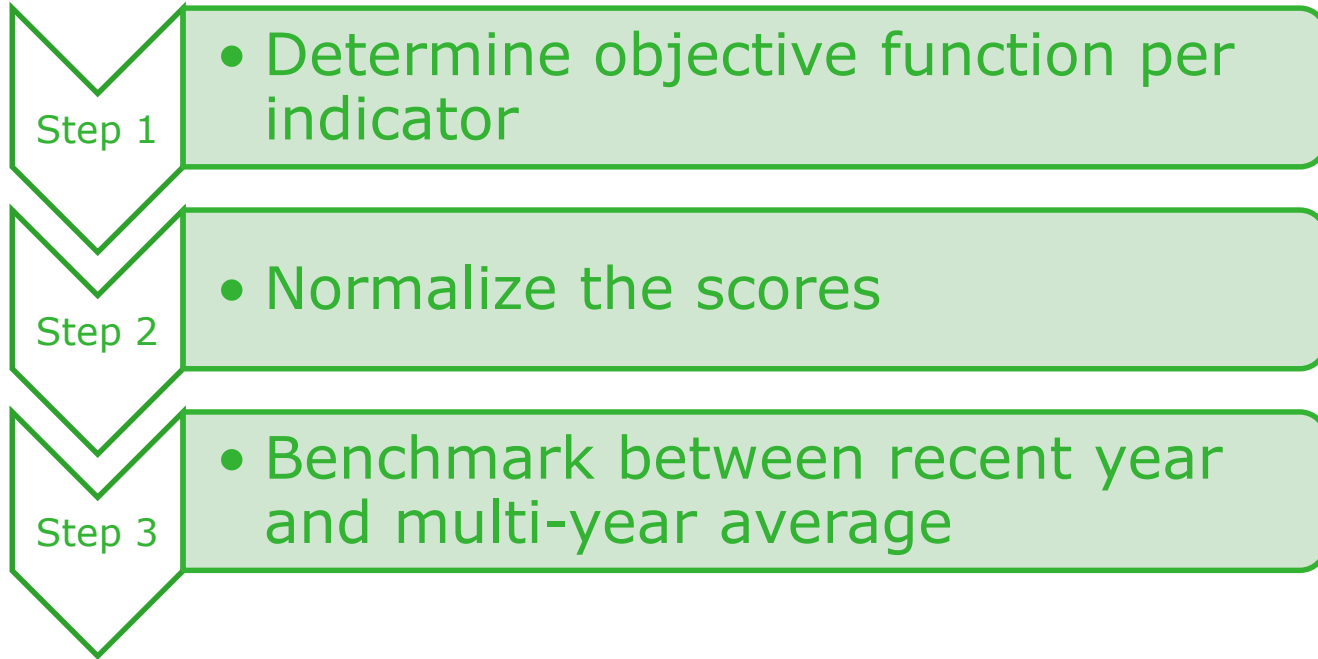 Step 1
• Determine objective function per
indicator
Step 2
• Normalize the scores
Step 3
• Benchmark between recent year
and multi-year average